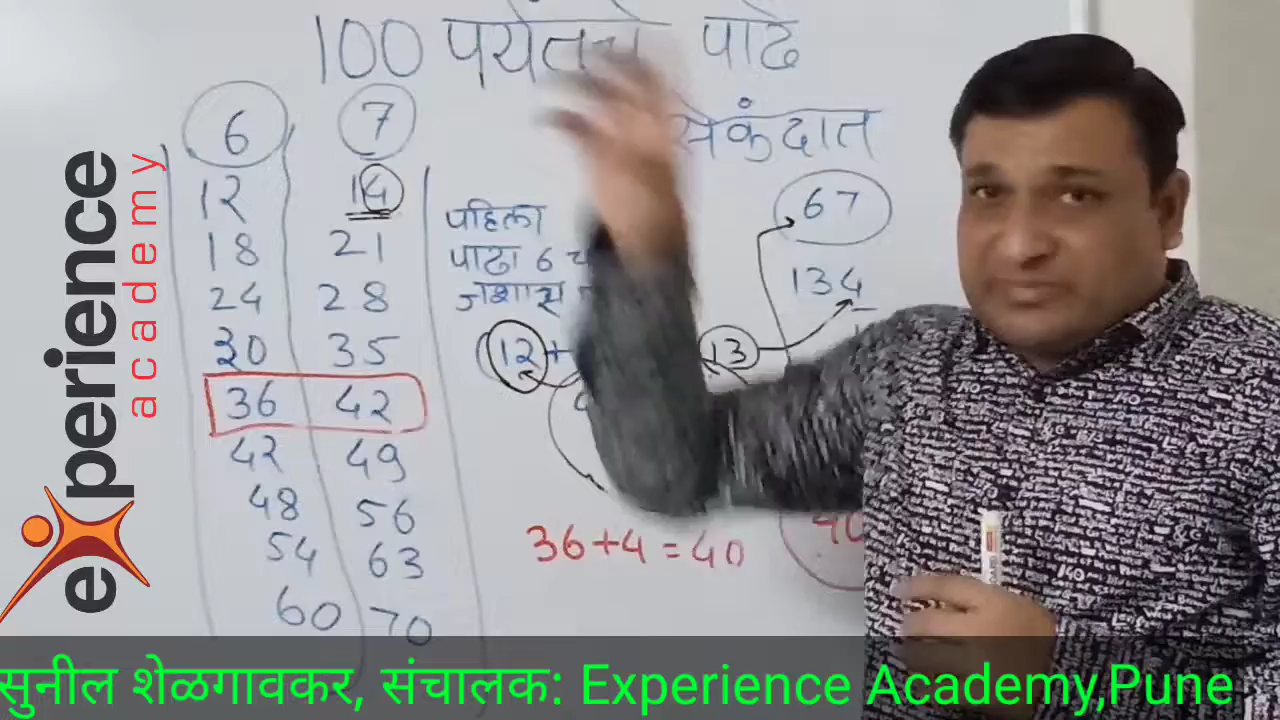 100 पर्यंतचे पाढे
सेकंदात
6 7
12 14
18 21
24 28
30 35
36 42
42 49
48 56
54 63
60 70
पहिला
पाढा 6 च
जशास
12 +
13
67
134
36 + 4 = 40
40
experience
academy
सुनील शेळगावकर, संचालक: Experience Academy,Pune